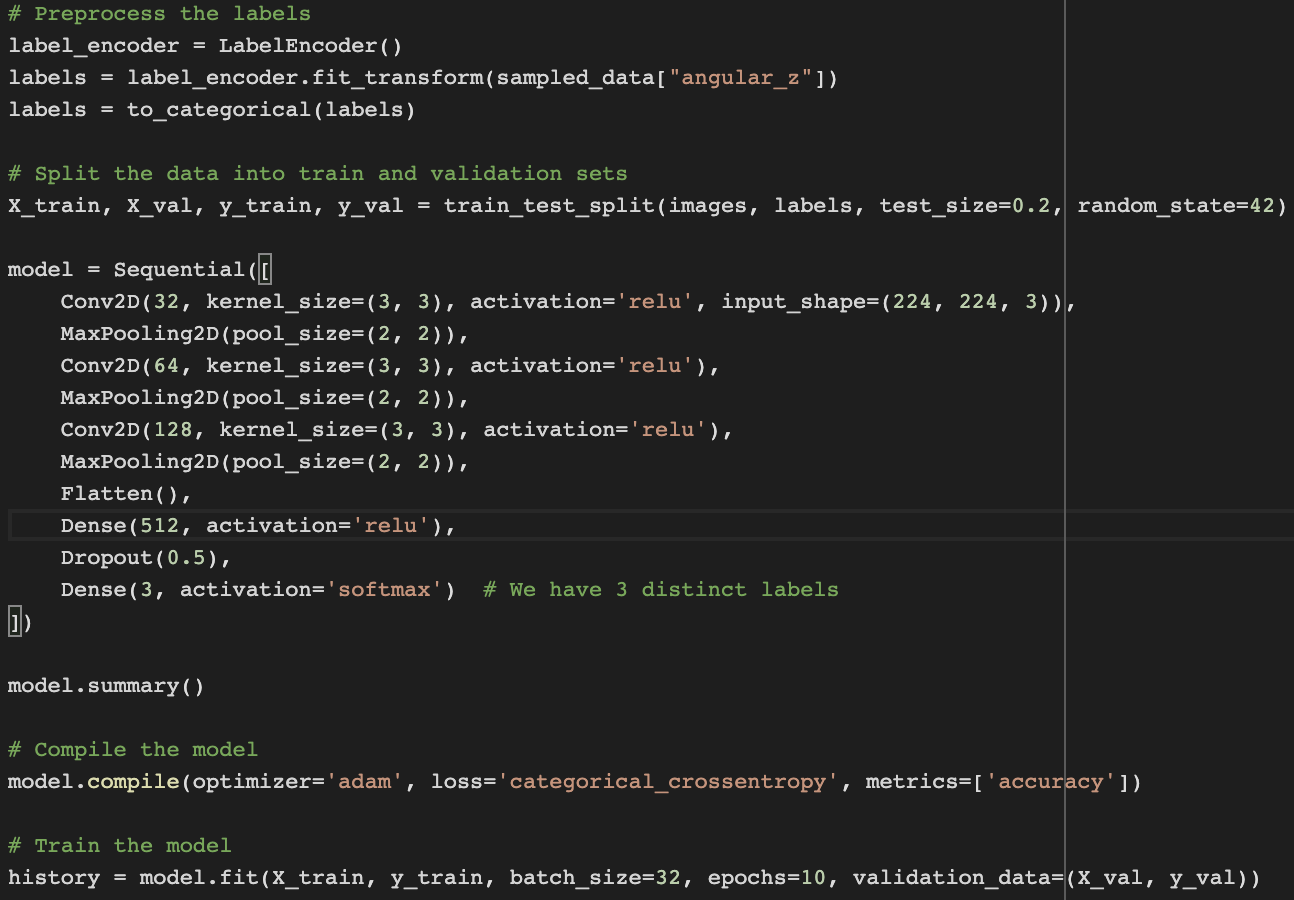 # Preprocess the labels
label_encoder = LabelEncoder()
labels = label_encoder.fit_transform(sampled_data["angular_z"])
labels = to_categorical(labels)

# Split the data into train and validation sets
X_train, X_val, y_train, y_val = train_test_split(images, labels, test_size=0.2, random_state=42)

model = Sequential([
    Conv2D(32, kernel_size=(3, 3), activation='relu', input_shape=(224, 224, 3)),
    MaxPooling2D(pool_size=(2, 2)),
    Conv2D(64, kernel_size=(3, 3), activation='relu'),
    MaxPooling2D(pool_size=(2, 2)),
    Conv2D(128, kernel_size=(3, 3), activation='relu'),
    MaxPooling2D(pool_size=(2, 2)),
    Flatten(),
    Dense(512, activation='relu'),
    Dropout(0.5),
    Dense(3, activation='softmax')  # We have 3 distinct labels
])

model.summary()

# Compile the model
model.compile(optimizer='adam', loss='categorical_crossentropy', metrics=['accuracy'])

# Train the model
history = model.fit(X_train, y_train, batch_size=32, epochs=10, validation_data=(X_val, y_val))